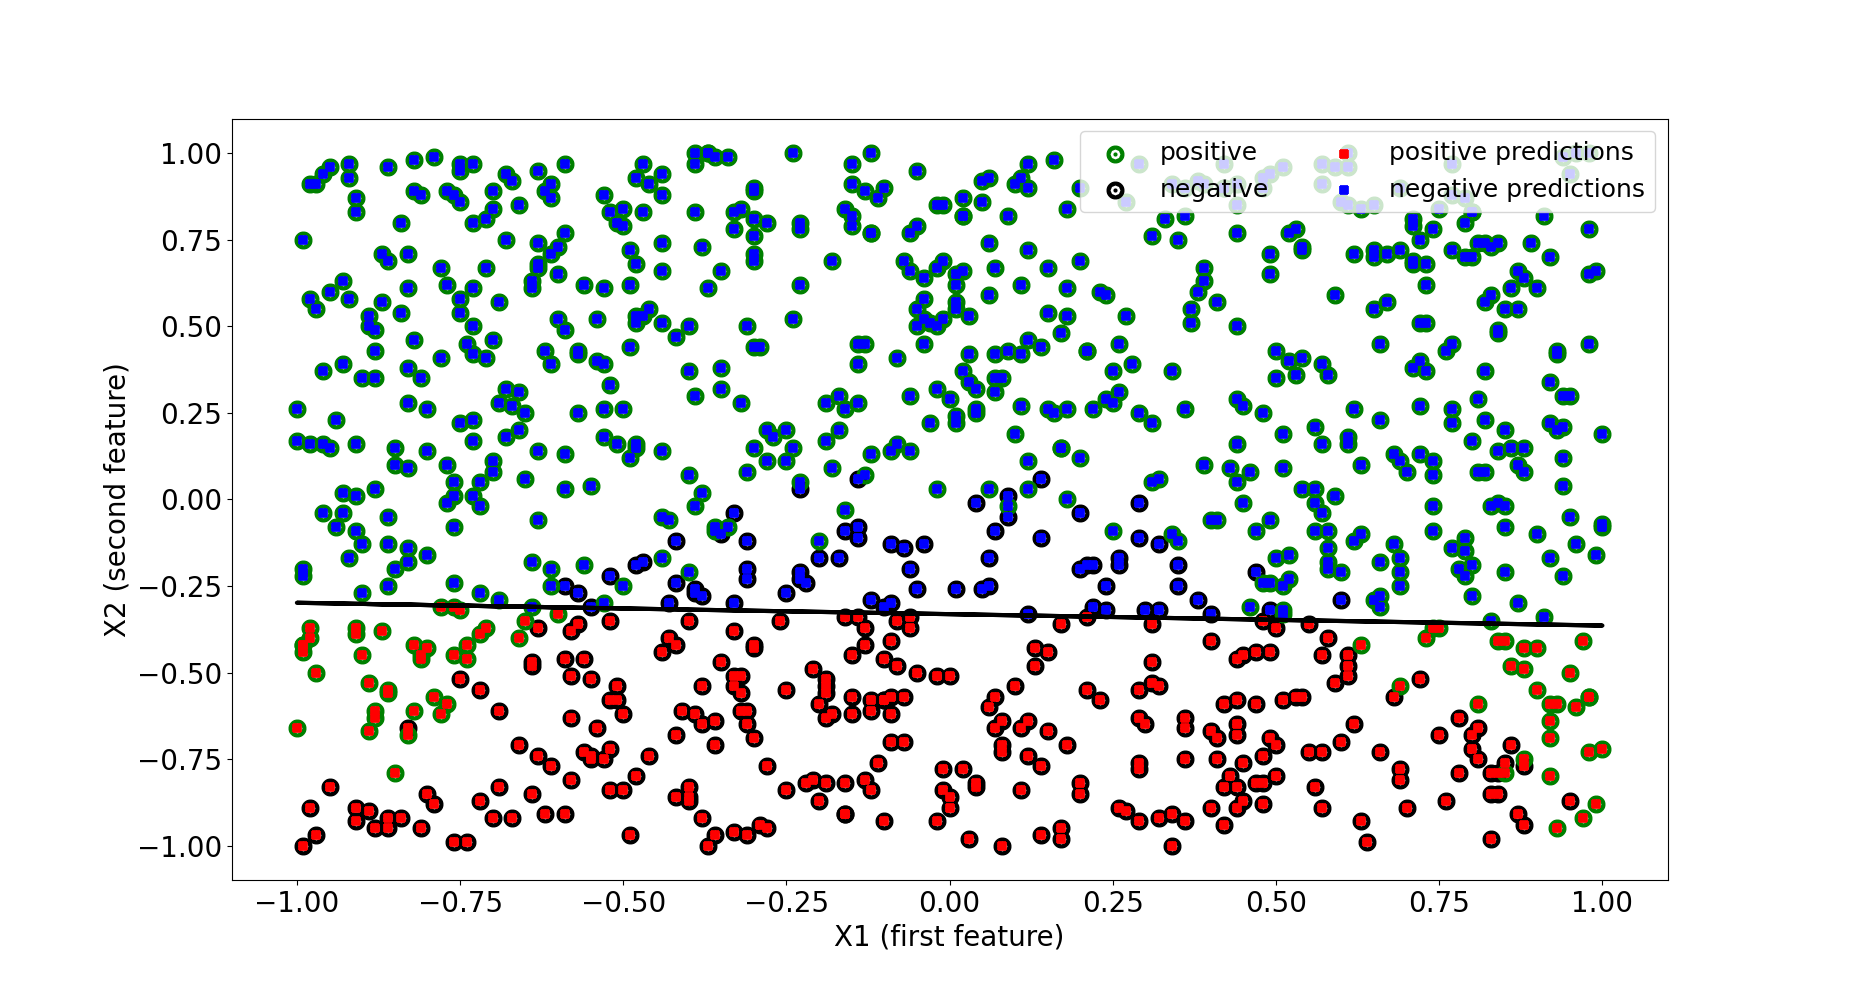 positive
negative
positive predictions
negative predictions
1.00
0.75
0.50
0.25
0.00
−0.25
−0.50
−0.75
−1.00
X2 (second feature)
−1.00 −0.75 −0.50 −0.25 0.00 0.25 0.50 0.75 1.00
X1 (first feature)